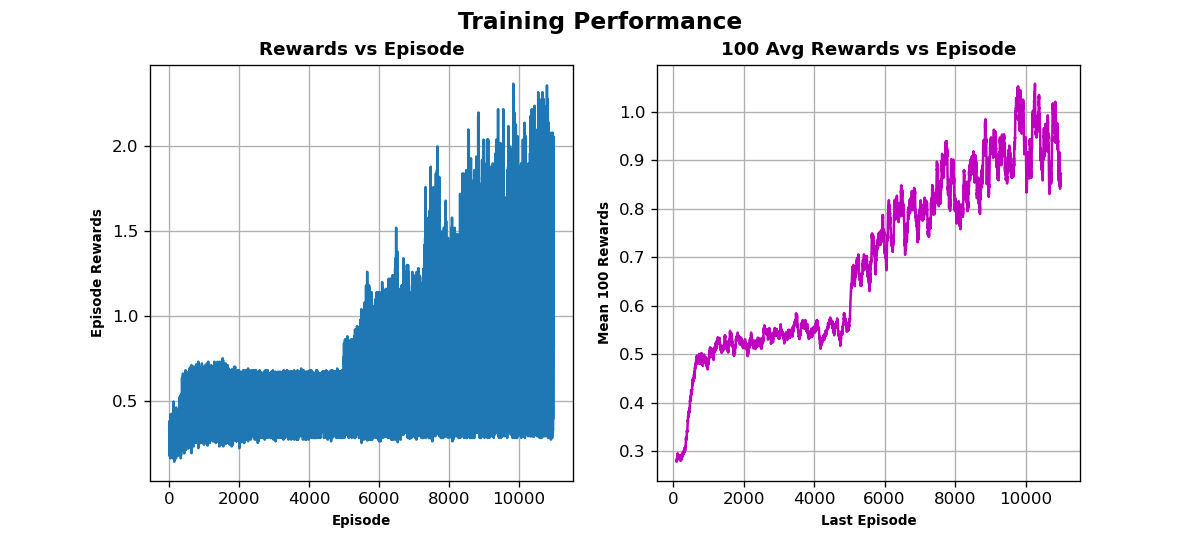 Training Performance
Rewards vs Episode
2.0
1.5
1.0
0.5
0 2000 4000 6000 8000 10000
Episode
Episode Rewards
100 Avg Rewards vs Episode
1.0
0.9
0.8
0.7
0.6
0.5
0.4
0.3
0 2000 4000 6000 8000 10000
Last Episode
Mean 100 Rewards